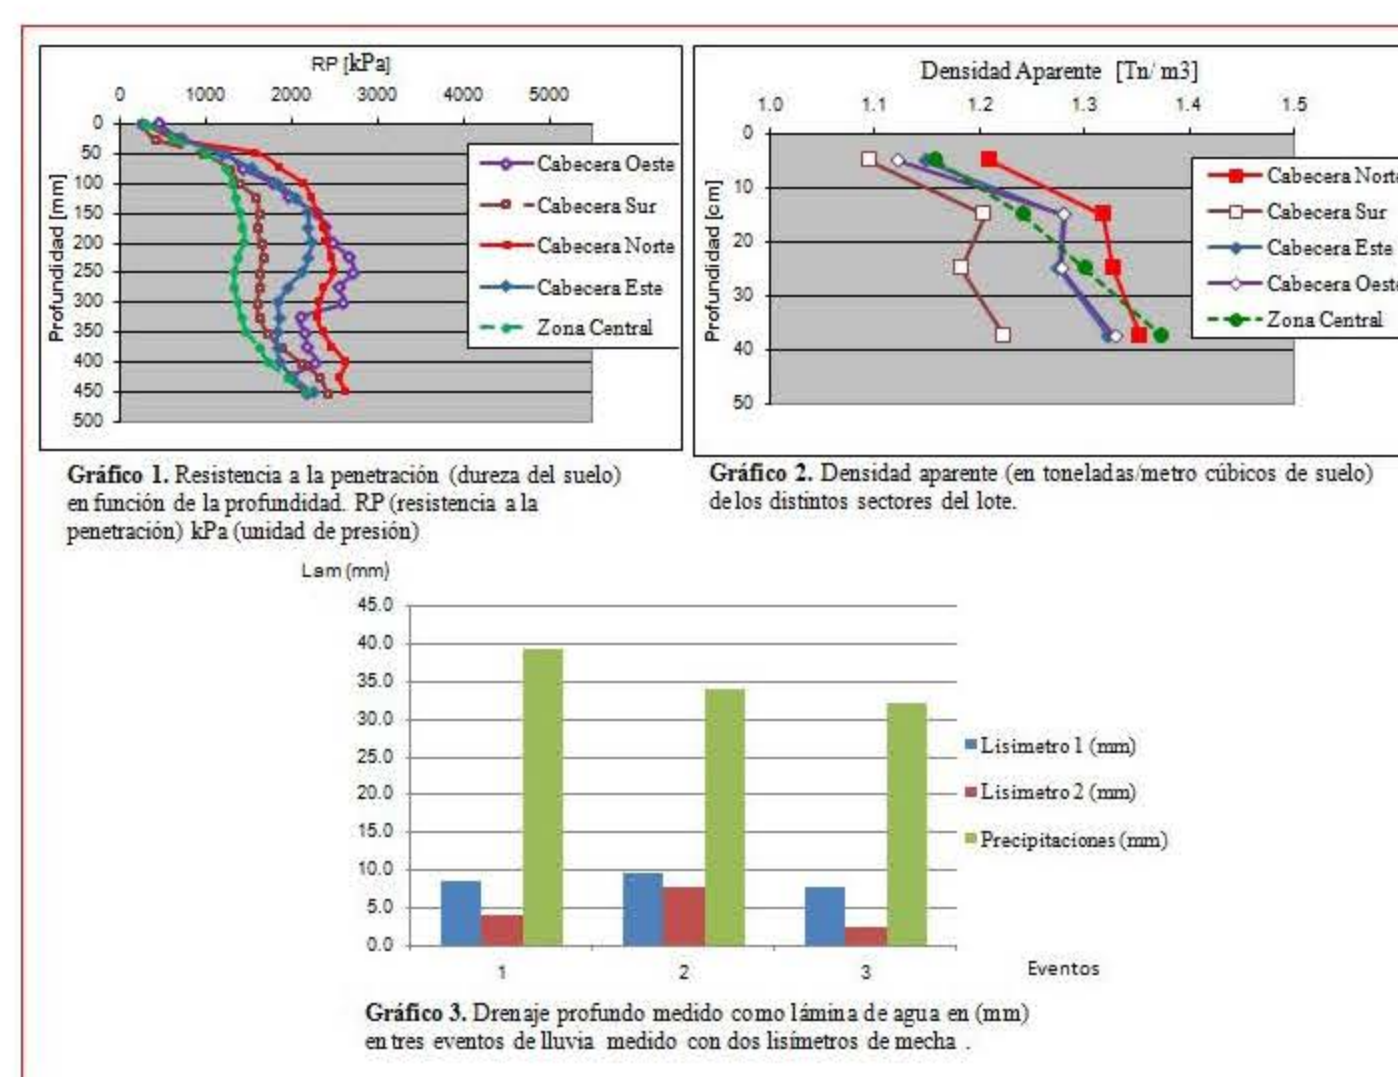 RP [kPa]
0 1000 2000 3000 4000 5000
0
50
100
150
200
250
300
350
400
450
500
Profundidad [mm]
Cabecera Oeste
Cabecera Sur
Cabecera Norte
Cabecera Este
Zona Central
Gráfico 1. Resistencia a la penetración (dureza del suelo)
en función de la profundidad. RP (resistencia a la
penetración) kPa (unidad de presión)
Densidad Aparente [Tn/ m3]
1.0 1.1 1.2 1.3 1.4 1.5
0
10
20
30
40
50
Profundidad [cm]
Cabecera Norte
Cabecera Sur
Cabecera Este
Cabecera Oeste
Zona Central
Gráfico 2. Densidad aparente (en toneladas/metro cúbicos de suelo)
de los distintos sectores del lote.
Lam (mm)
45.0
40.0
35.0
30.0
25.0
20.0
15.0
10.0
5.0
0.0
1 2 3 Eventos
Lisimetro 1 (mm)
Lisimetro 2 (mm)
Precipitaciones (mm)
Gráfico 3. Drenaje profundo medido como lámina de agua en (mm)
en tres eventos de lluvia medido con dos lisímetros de mecha .